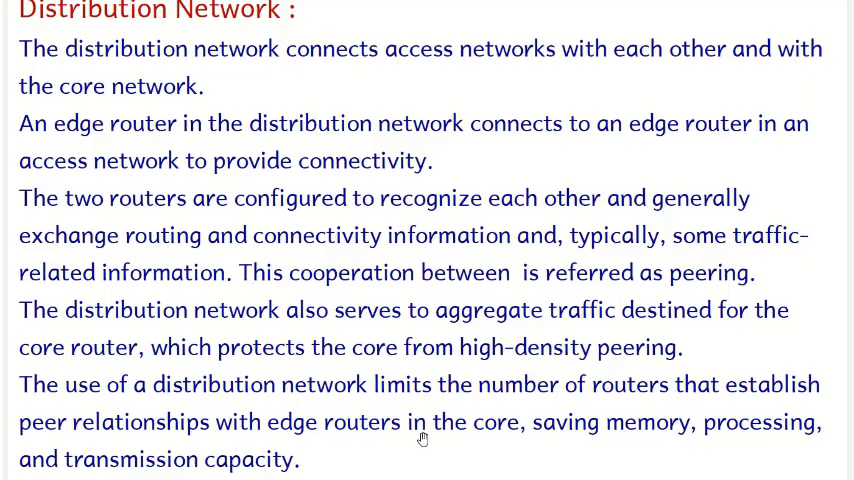 Distribution Network :
The distribution network connects access networks with each other and with
the core network.
An edge router in the distribution network connects to an edge router in an
access network to provide connectivity.
The two routers are configured to recognize each other and generally
exchange routing and connectivity information and, typically, some traffic-
related information. This cooperation between  is referred as peering.
The distribution network also serves to aggregate traffic destined for the
core router, which protects the core from high-density peering.
The use of a distribution network limits the number of routers that establish
peer relationships with edge routers in the core, saving memory, processing,
and transmission capacity.